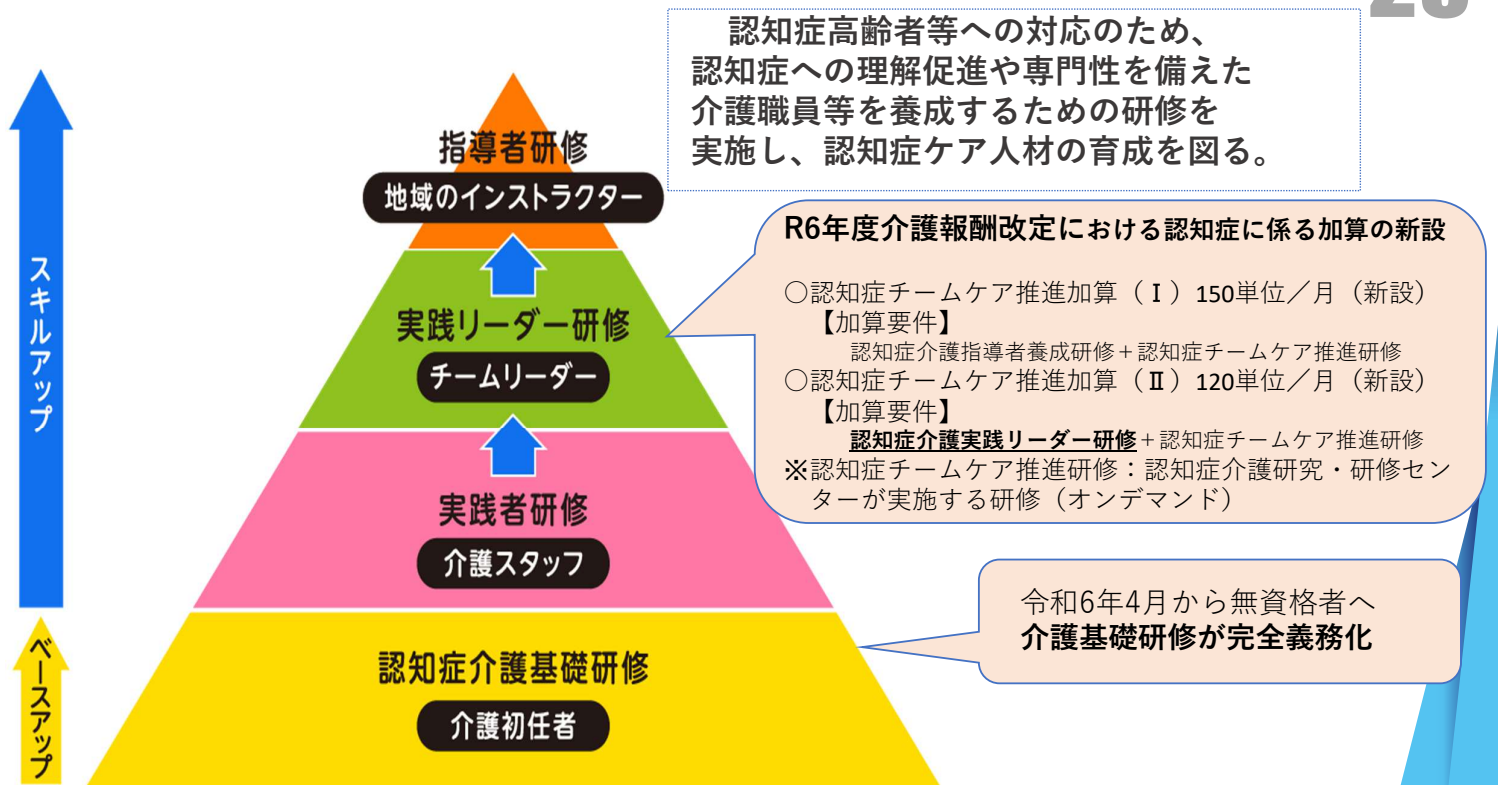 認知症高齢者等への対応のため、
認知症への理解促進や専門性を備えた
介護職員等を養成するための研修を
実施し、認知症ケア人材の育成を図る。
スキルアップ
ベースアップ
指導者研修
地域のインストラクター
実践リーダー研修
チームリーダー
実践者研修
介護スタッフ
認知症介護基礎研修
介護初任者
R6年度介護報酬改定における認知症に係る加算の新設
○認知症チームケア推進加算（Ⅰ）150単位／月（新設）
【加算要件】
認知症介護指導者養成研修＋認知症チームケア推進研修
○認知症チームケア推進加算（Ⅱ）120単位／月（新設）
【加算要件】
認知症介護実践リーダー研修＋認知症チームケア推進研修
※認知症チームケア推進研修：認知症介護研究・研修セン
ターが実施する研修（オンデマンド）
令和6年4月から無資格者へ
介護基礎研修が完全義務化